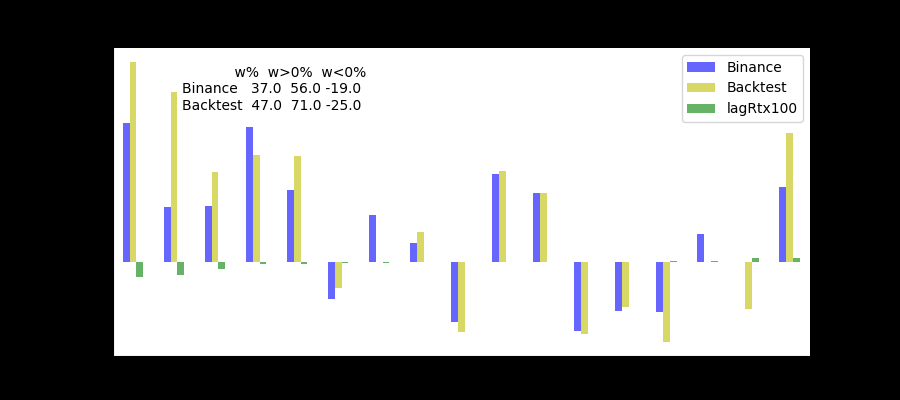 w% w>0% w<0%
Binance 37.0 56.0 -19.0
Backtest 47.0 71.0 -25.0
Binance
Backtest
lagRtx100